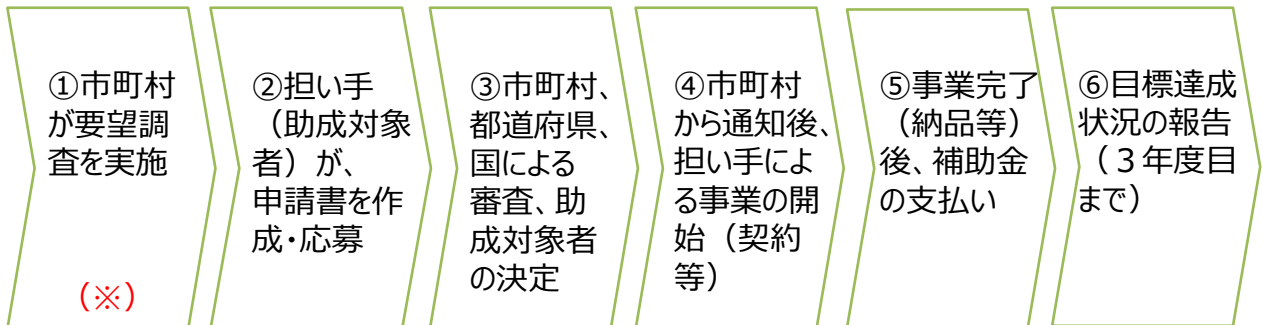 ①市町村
が要望調
査を実施
（※）
②担い手
（助成対象
者）が、
申請書を作
成・応募
③市町村、
都道府県、
国による
審査、助
成対象者
の決定
④市町村
から通知後、
担い手によ
る事業の開
始（契約
等）
⑤事業完了
（納品等）
後、補助金
の支払い
⑥目標達成
状況の報告
（３年度目
まで）